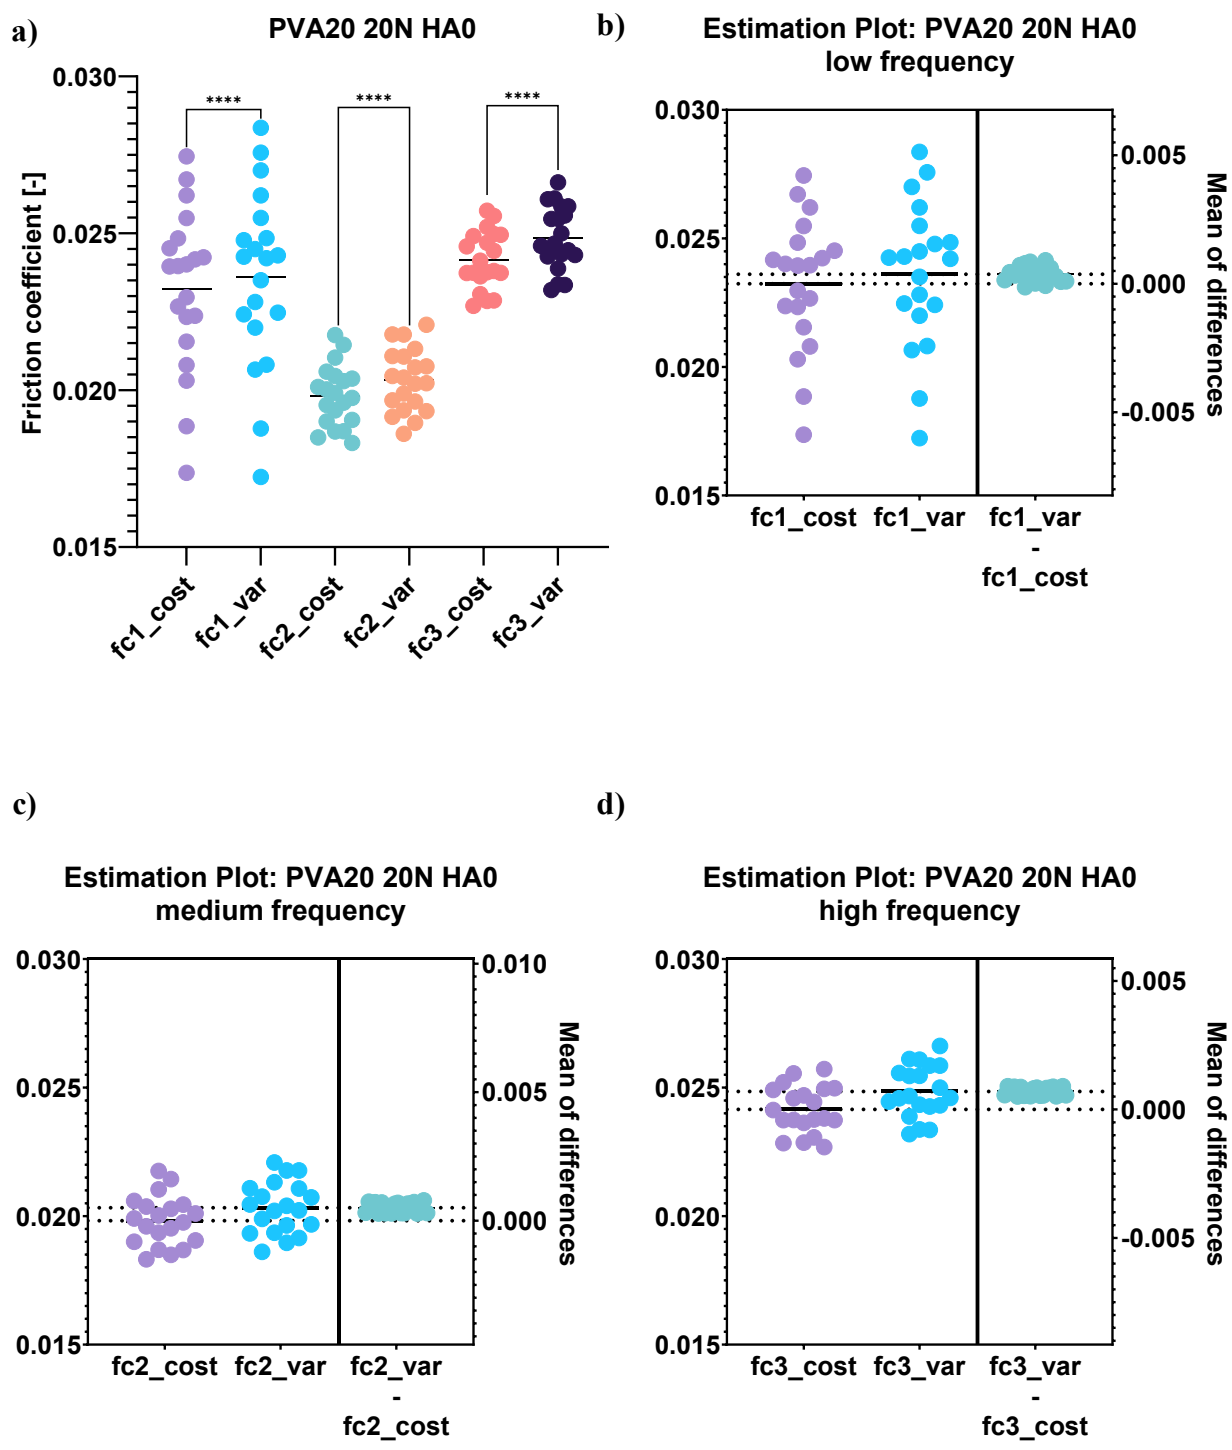 a)
PVA20 20N HA0
Friction coefficient [-]
0.030
0.025
0.020
0.015
****
****
****
fc1_cost
fc1_var
fc2_cost
fc2_var
fc3_cost
fc3_var
b)
Estimation Plot: PVA20 20N HA0
low frequency
0.030
0.025
0.020
0.015
0.005
0.000
-0.005
Mean of differences
fc1_cost
fc1_var
fc1_var
-
fc1_cost
c)
Estimation Plot: PVA20 20N HA0
medium frequency
0.030
0.025
0.020
0.015
0.010
0.005
0.000
Mean of differences
fc2_cost
fc2_var
fc2_var
-
fc2_cost
d)
Estimation Plot: PVA20 20N HA0
high frequency
0.030
0.025
0.020
0.015
0.005
0.000
-0.005
Mean of differences
fc3_cost
fc3_var
fc3_var
-
fc3_cost